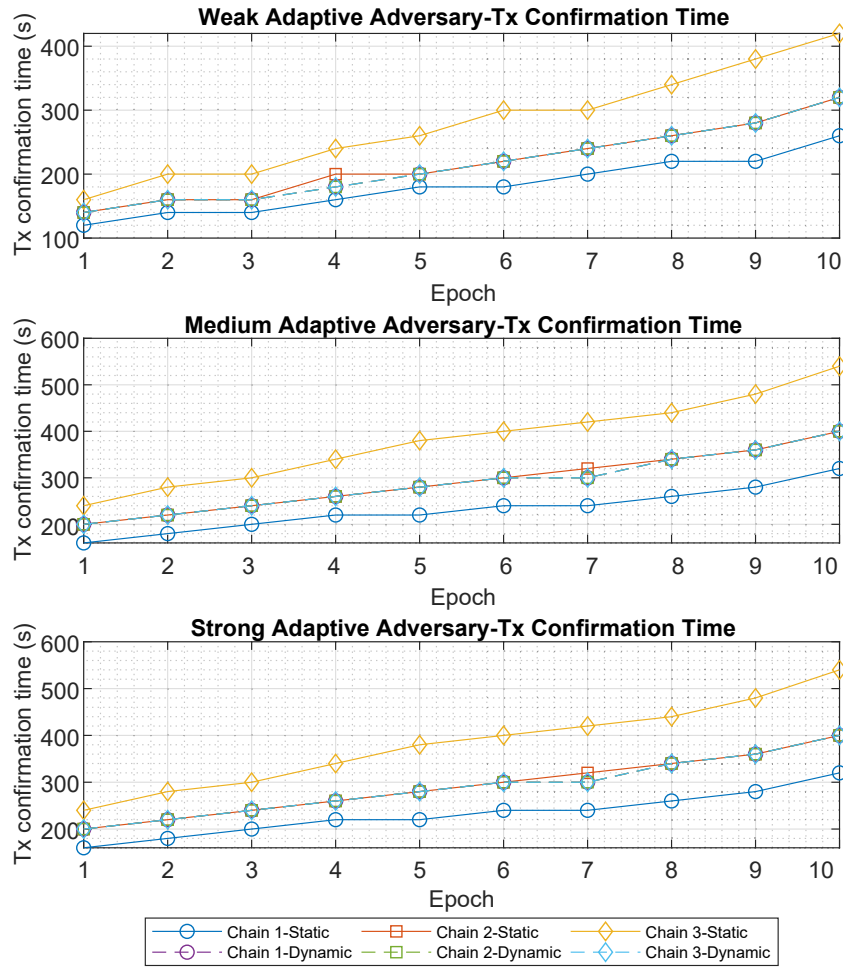 Weak Adaptive Adversary-Tx Confirmation Time
Tx confirmation time (s)
400
300
200
100
1 2 3 4 5 6 7 8 9 10
Epoch
Medium Adaptive Adversary-Tx Confirmation Time
Tx confirmation time (s)
600
500
400
300
200
1 2 3 4 5 6 7 8 9 10
Epoch
Strong Adaptive Adversary-Tx Confirmation Time
Tx confirmation time (s)
600
500
400
300
200
1 2 3 4 5 6 7 8 9 10
Epoch
Chain 1-Static Chain 2-Static Chain 3-Static
Chain 1-Dynamic Chain 2-Dynamic Chain 3-Dynamic